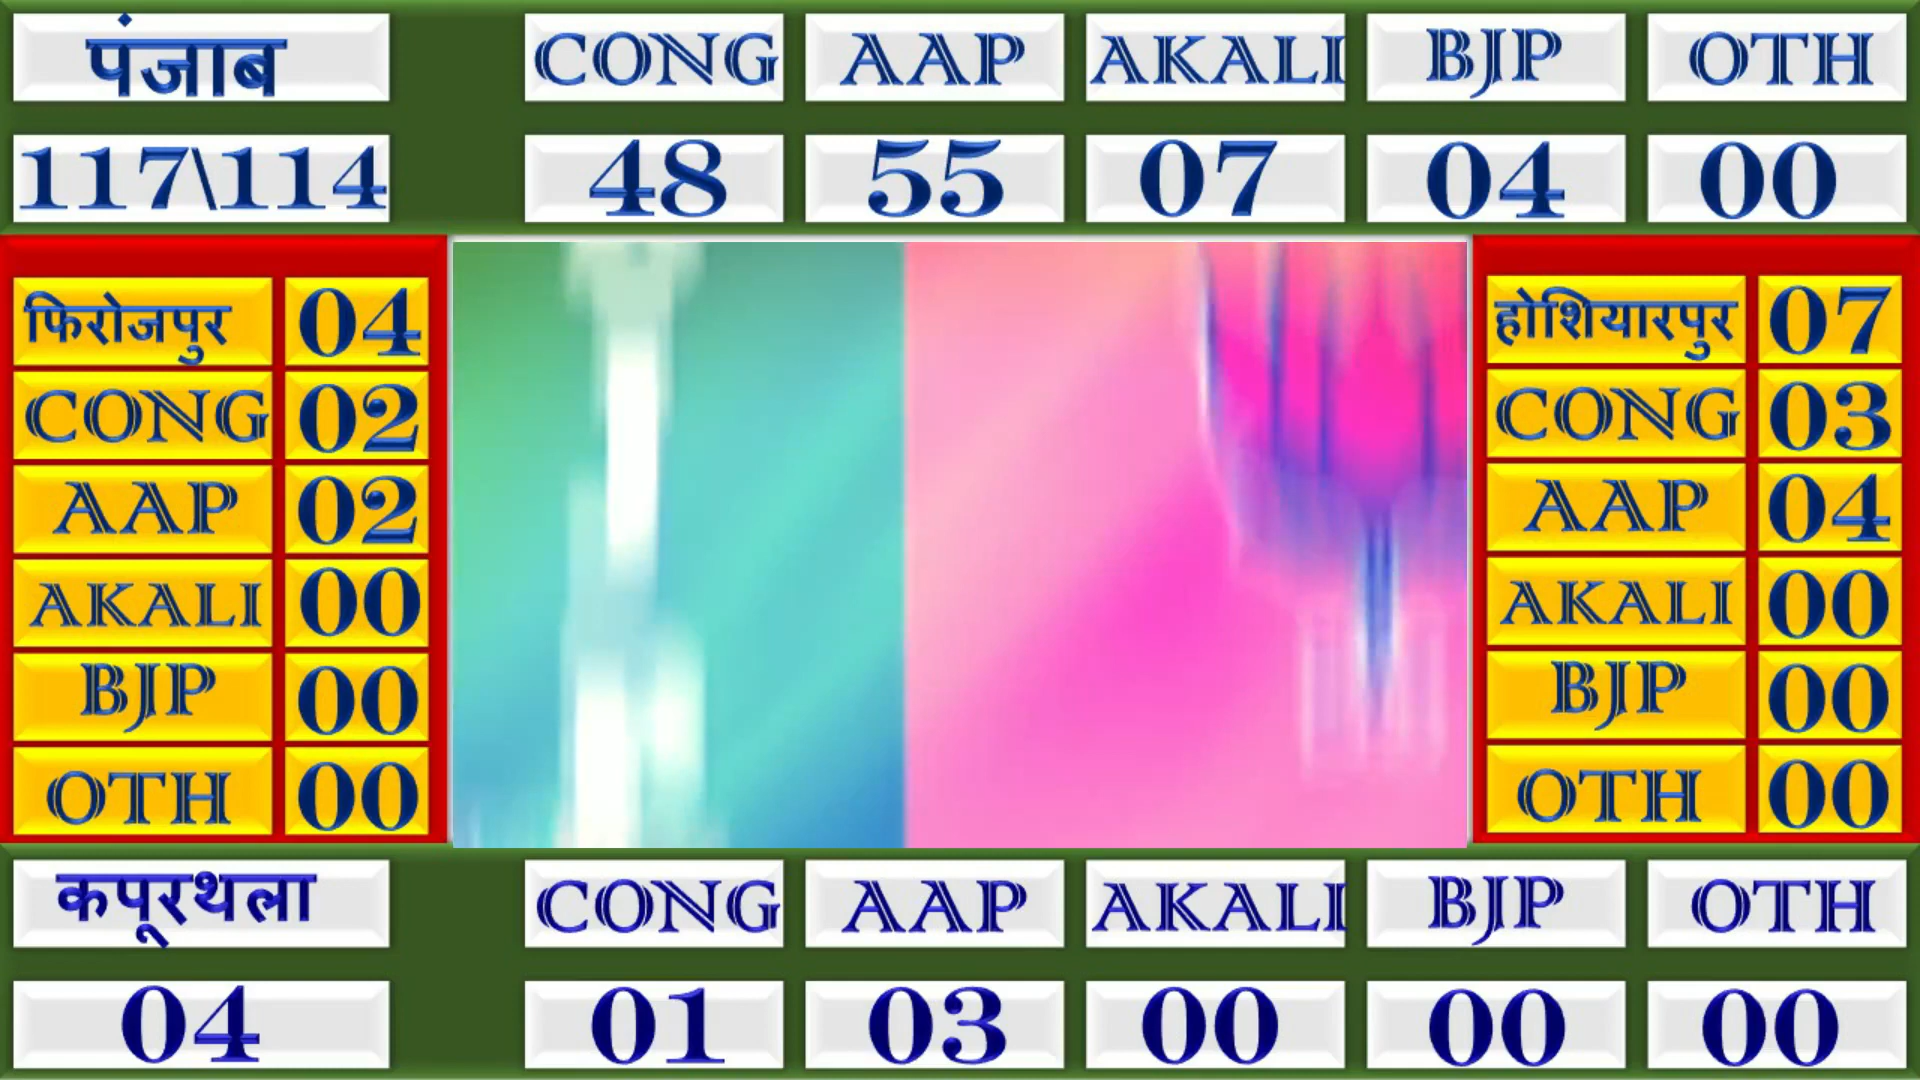 पंजाब CONG AAP AKALI BJP OTH
117\114 48 55 07 04 00
फिरोजपुर 04
CONG 02
AAP 02
AKALI 00
BJP 00
OTH 00
होशियारपुर 07
CONG 03
AAP 04
AKALI 00
BJP 00
OTH 00
कपूरथला CONG AAP AKALI BJP OTH
04 01 03 00 00 00